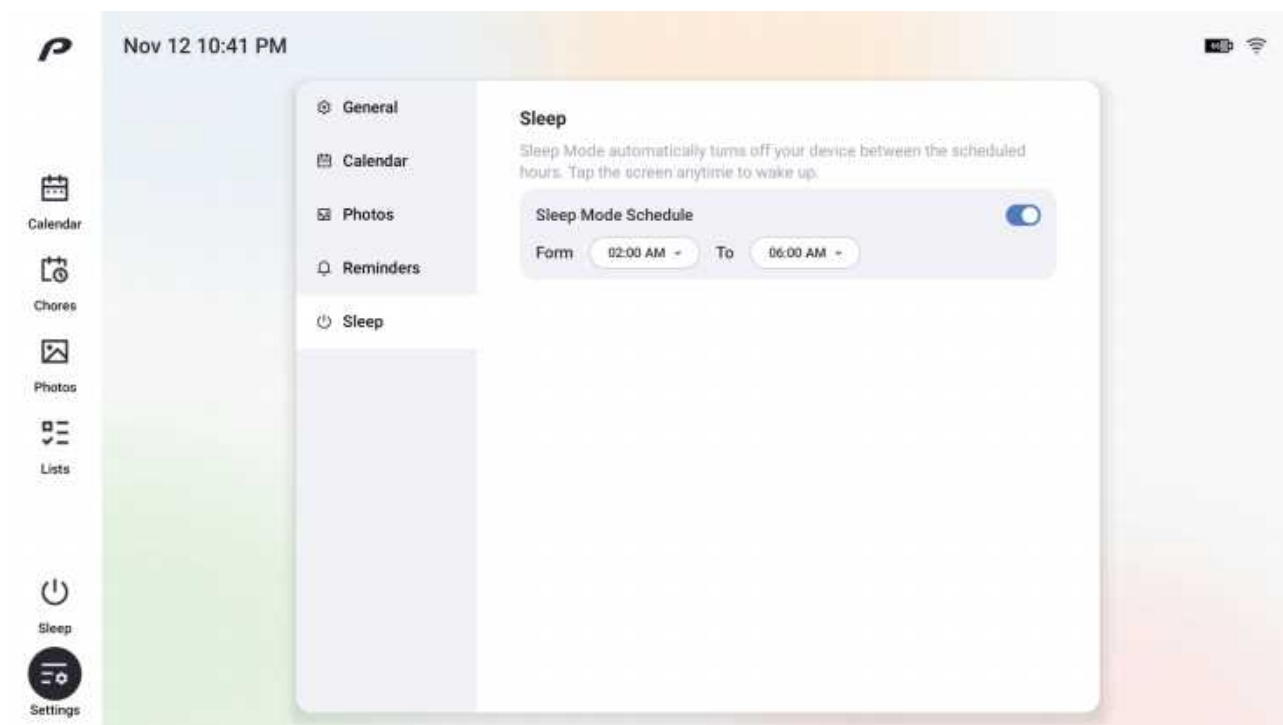 Nov 12 10:41 PM
Calendar
Chores
Photos
Lists
Sleep
Settings
General
Calendar
Photos
Reminders
Sleep
Sleep
Sleep Mode automatically turns off your device between the scheduled
hours. Tap the screen anytime to wake up.
Sleep Mode Schedule
Form 02:00 AM To 06:00 AM